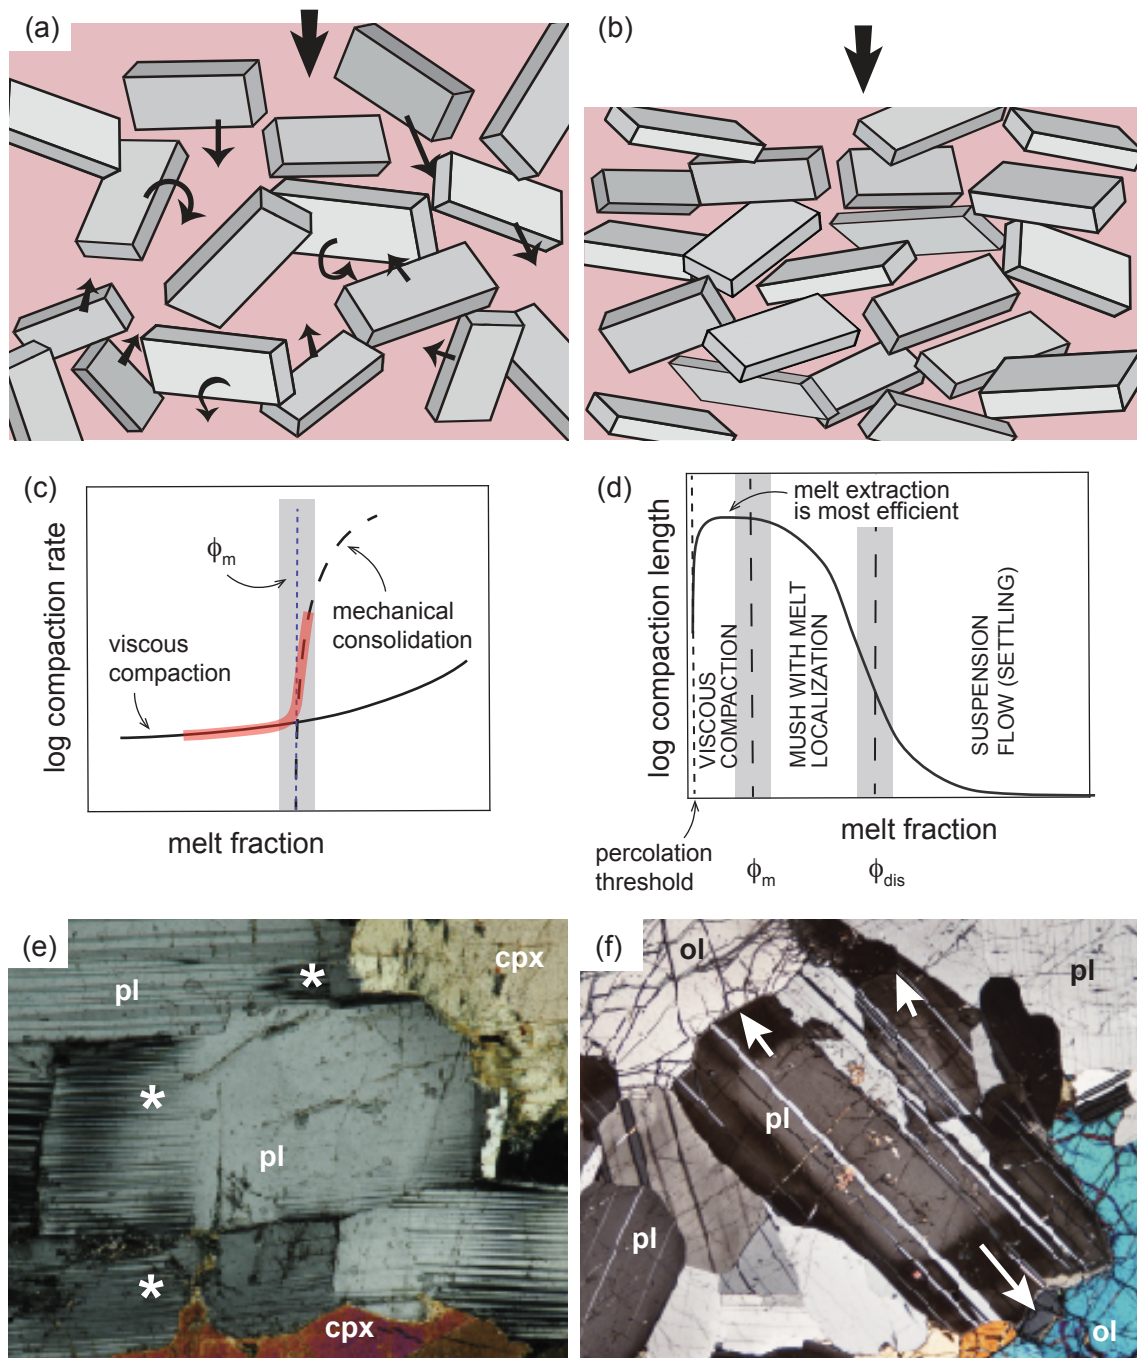 (a)
(b)
(c)
log compaction rate
ϕm
viscous
compaction
mechanical
consolidation
melt fraction
(d)
log compaction length
melt extraction
is most efficient
VISCOUS
COMPACTION
MUSH WITH MELT
LOCALIZATION
SUSPENSION
FLOW (SETTLING)
melt fraction
percolation
threshold
ϕm
ϕdis
(e)
*
cpx
pl
*
pl
*
cpx
(f)
ol
pl
pl
pl
ol